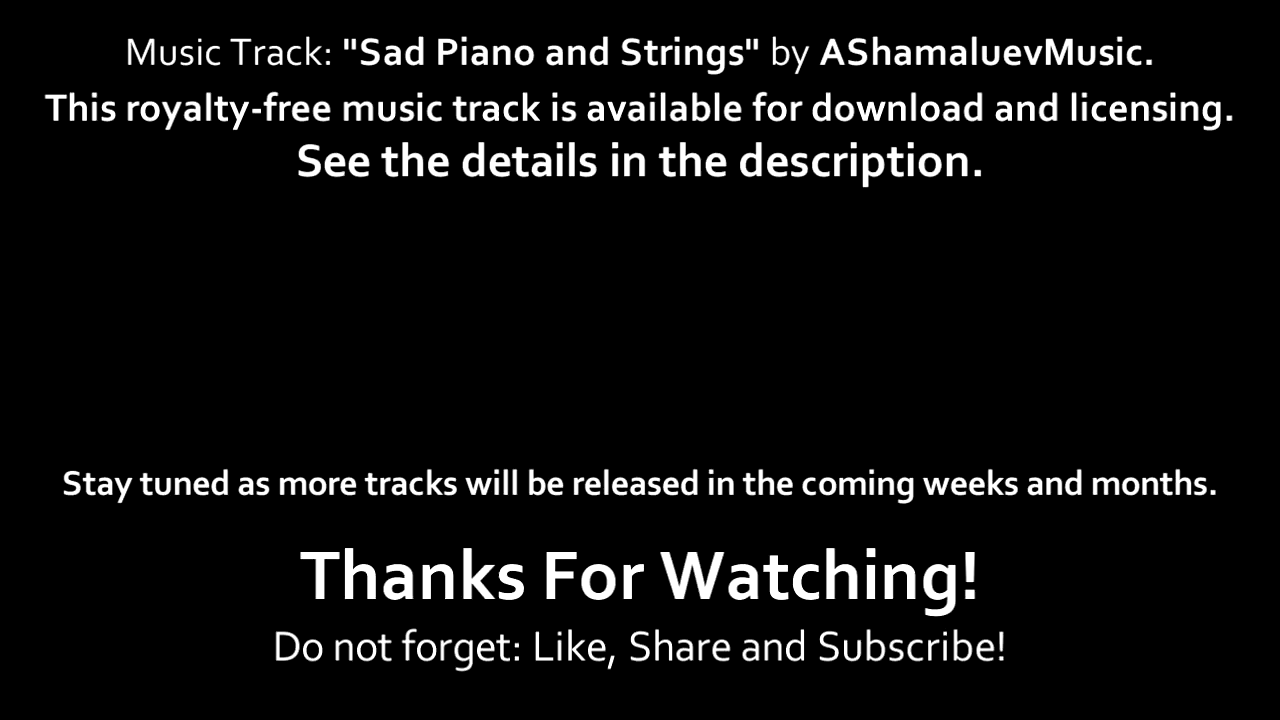 Music Track: "Sad Piano and Strings" by AShamaluevMusic.
This royalty-free music track is available for download and licensing.
See the details in the description.
Stay tuned as more tracks will be released in the coming weeks and months.
Thanks For Watching!
Do not forget: Like, Share and Subscribe!